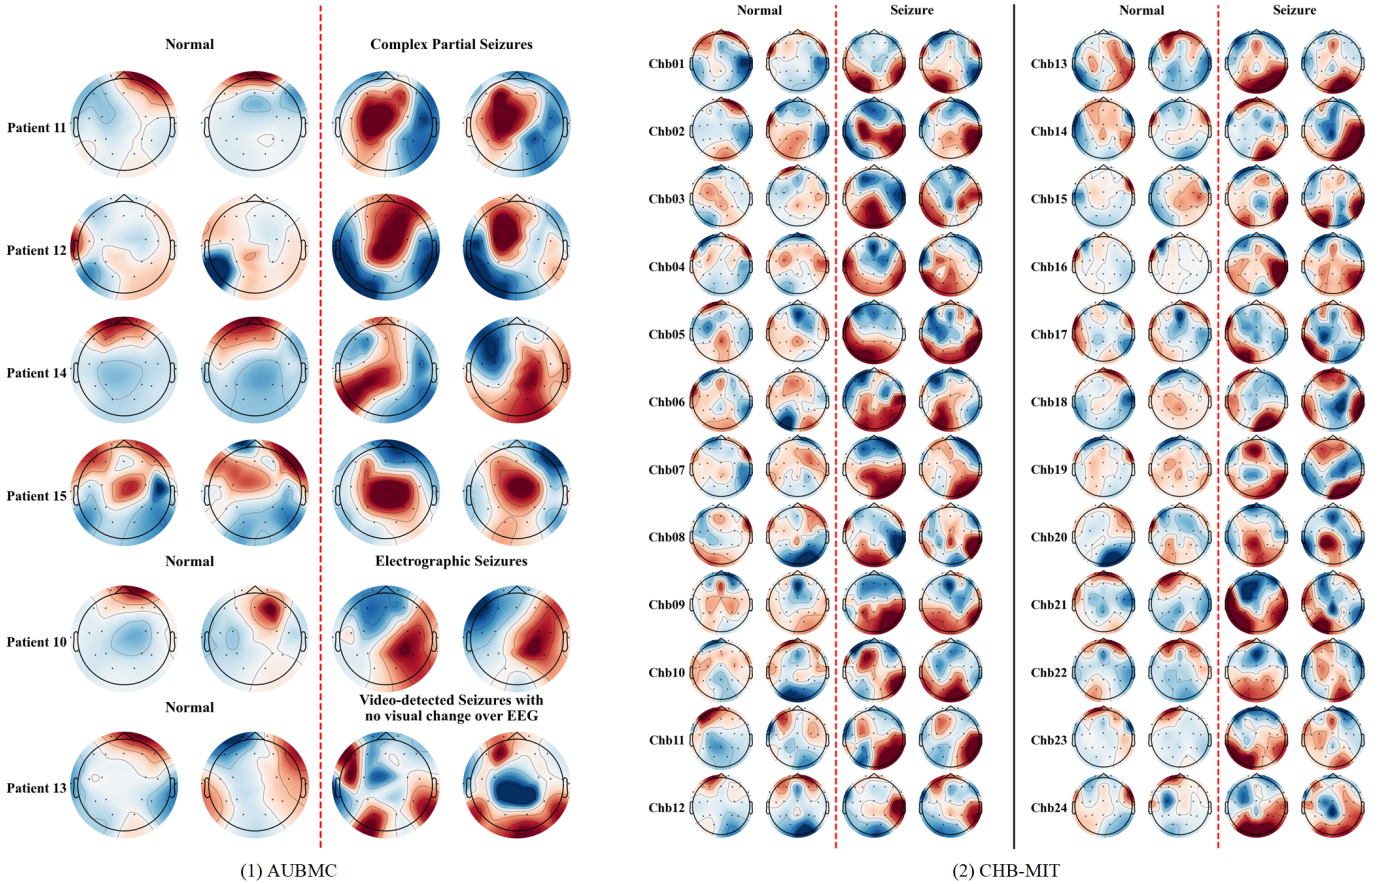 Normal
Complex Partial Seizures
Patient 11
Patient 12
Patient 14
Patient 15
Normal
Electrographic Seizures
Patient 10
Normal
Video-detected Seizures with
no visual change over EEG
Patient 13
(1) AUBMC
Normal
Seizure
Chb01
Chb02
Chb03
Chb04
Chb05
Chb06
Chb07
Chb08
Chb09
Chb10
Chb11
Chb12
Normal
Seizure
Chb13
Chb14
Chb15
Chb16
Chb17
Chb18
Chb19
Chb20
Chb21
Chb22
Chb23
Chb24
(2) CHB-MIT